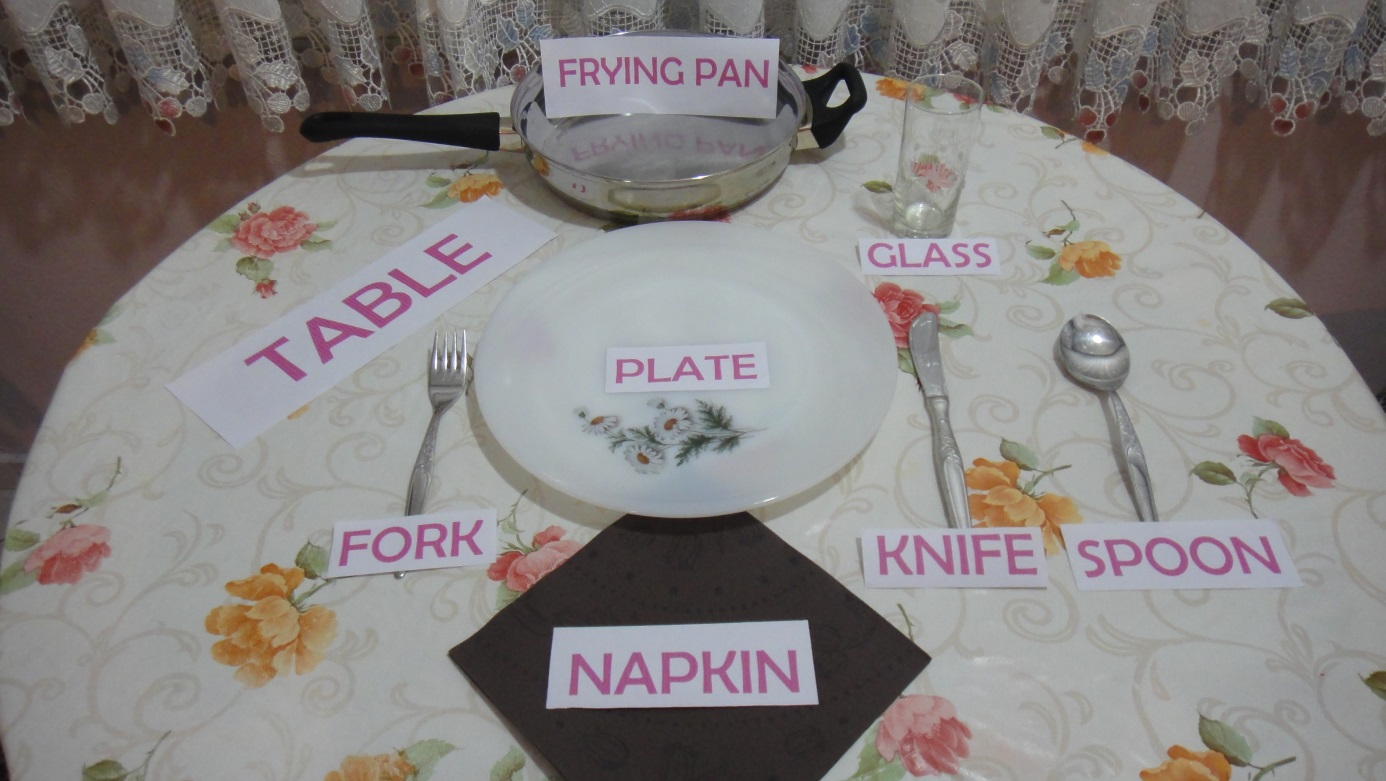 FRYING PAN
GLASS
TABLE
PLATE
FORK
KNIFE
SPOON
NAPKIN